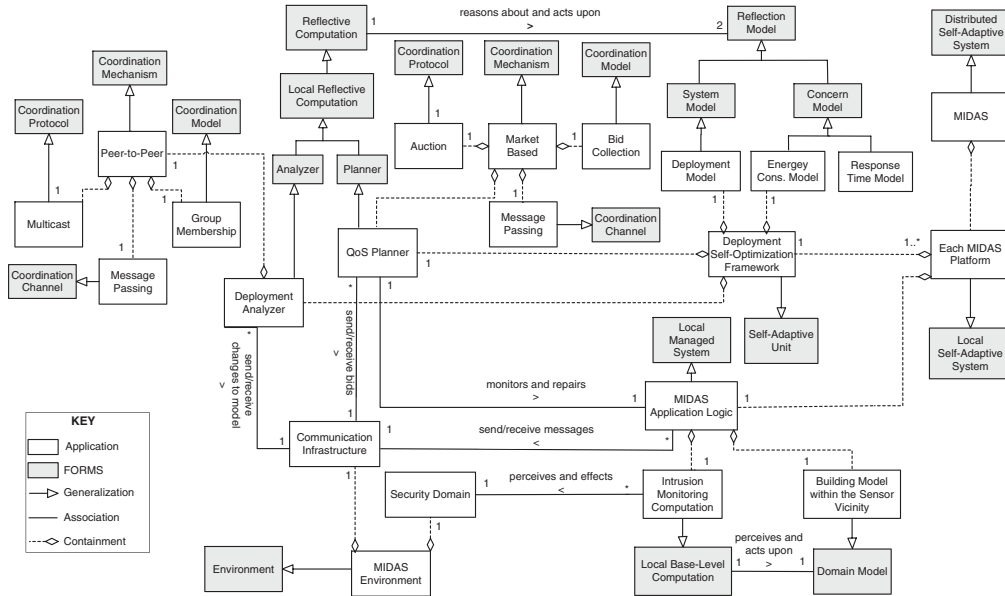 Reflective
Computation
1
reasons about and acts upon
>
2
Reflection
Model
Distributed
Self-Adaptive
System
Coordination
Mechanism
Coordination
Protocol
Coordination
Mechanism
Coordination
Model
Local Reflective
Computation
System
Model
Concern
Model
MIDAS
Coordination
Protocol
Coordination
Model
Peer-to-Peer
1
1
Auction
1
Market
Based
1
Bid
Collection
Analyzer
Planner
Deployment
Model
Energey
Cons. Model
Response
Time Model
1
1
1
1
Multicast
1
Group
Membership
1
Message
Passing
Coordination
Channel
QoS Planner
1
Deployment
Self-Optimization
Framework
1
1..*
Each MIDAS
Platform
Coordination
Channel
Message
Passing
Deployment
Analyzer
*
1
Self-Adaptive
Unit
Local
Self-Adaptive
System
Local
Managed
System
*
send/receive
changes to model
<
send/receive bids
<
monitors and repairs
>
1
MIDAS
Application Logic
1
KEY
Application
FORMS
Generalization
Association
Containment
1
1
Communication
Infrastructure
1
send/receive messages
<
*
1
1
1
Security Domain
1
perceives and effects
<
*
Intrusion
Monitoring
Computation
Building Model
within the Sensor
Vicinity
1
Environment
MIDAS
Environment
Local Base-Level
Computation
perceives and
acts upon
1
>
1
Domain Model